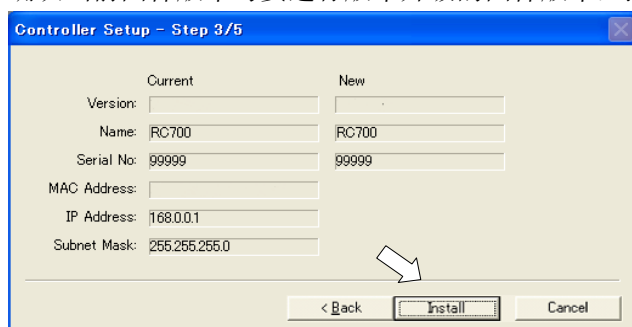 Controller Setup - Step 3/5
Current New
Version:
Name: RC700 RC700
Serial No: 99999 99999
MAC Address:
IP Address: 168.0.0.1
Subnet Mask: 255.255.255.0
< Back Install Cancel